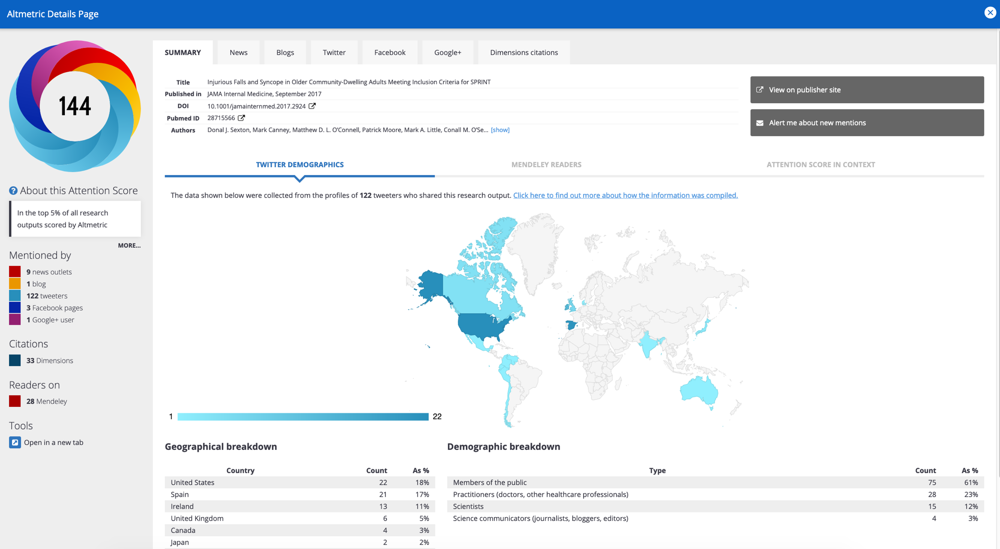 Altmetric Details Page
144
About this Attention Score
In the top 5% of all research
outputs scored by Altmetric
MORE...
Mentioned by
9 news outlets
1 blog
122 tweeters
3 Facebook pages
1 Google+ user
Citations
33 Dimensions
Readers on
28 Mendeley
Tools
Open in a new tab
SUMMARY News Blogs Twitter Facebook Google+ Dimensions citations
Title Injurious Falls and Syncope in Older Community-Dwelling Adults Meeting Inclusion Criteria for SPRINT
Published in JAMA Internal Medicine, September 2017
DOI 10.1001/jamainternmed.2017.2924
Pubmed ID 28715566
Authors Donal J. Sexton, Mark Canney, Matthew D. L. O’Connell, Patrick Moore, Mark A. Little, Conall M. O’Se... [show]
View on publisher site
Alert me about new mentions
TWITTER DEMOGRAPHICS MENDELEY READERS ATTENTION SCORE IN CONTEXT
The data shown below were collected from the profiles of 122 tweeters who shared this research output. Click here to find out more about how the information was compiled.
1 22
Geographical breakdown
Country Count As %
United States 22 18%
Spain 21 17%
Ireland 13 11%
United Kingdom 6 5%
Canada 4 3%
Japan 2 2%
Demographic breakdown
Type Count As %
Members of the public 75 61%
Practitioners (doctors, other healthcare professionals) 28 23%
Scientists 15 12%
Science communicators (journalists, bloggers, editors) 4 3%